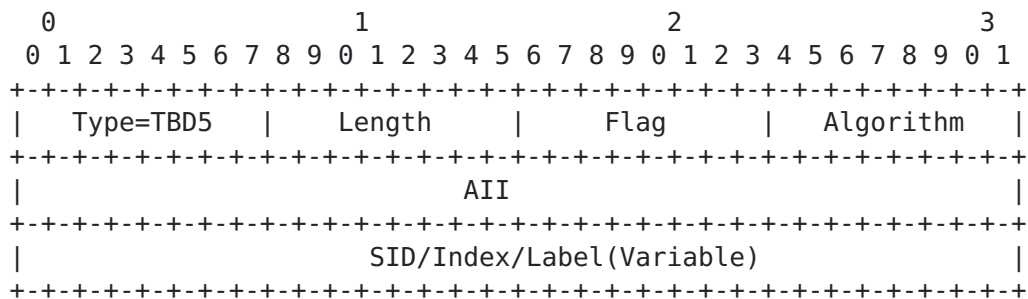 0                   1                   2                   3
 0 1 2 3 4 5 6 7 8 9 0 1 2 3 4 5 6 7 8 9 0 1 2 3 4 5 6 7 8 9 0 1
+-+-+-+-+-+-+-+-+-+-+-+-+-+-+-+-+-+-+-+-+-+-+-+-+-+-+-+-+-+-+-+-+
|   Type=TBD5   |    Length     |     Flag      |   Algorithm   |
+-+-+-+-+-+-+-+-+-+-+-+-+-+-+-+-+-+-+-+-+-+-+-+-+-+-+-+-+-+-+-+-+
|                            AII                                |
+-+-+-+-+-+-+-+-+-+-+-+-+-+-+-+-+-+-+-+-+-+-+-+-+-+-+-+-+-+-+-+-+
|                      SID/Index/Label(Variable)                |
+-+-+-+-+-+-+-+-+-+-+-+-+-+-+-+-+-+-+-+-+-+-+-+-+-+-+-+-+-+-+-+-+